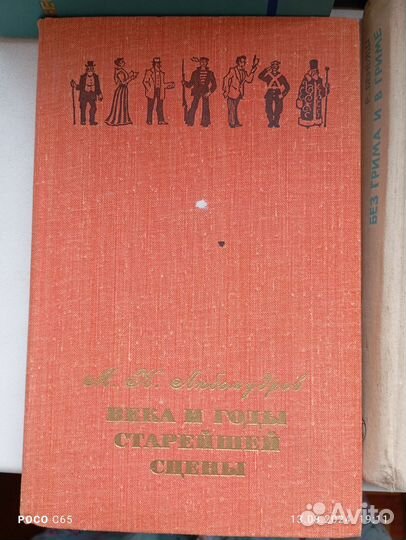 М. Н. Любомудров
ВЕКА И ГОДЫ
СТАРЕЙШЕЙ
СЦЕНЫ
БЕЗ ГРИМА И В ГРИМЕ
POCO C65
Avito